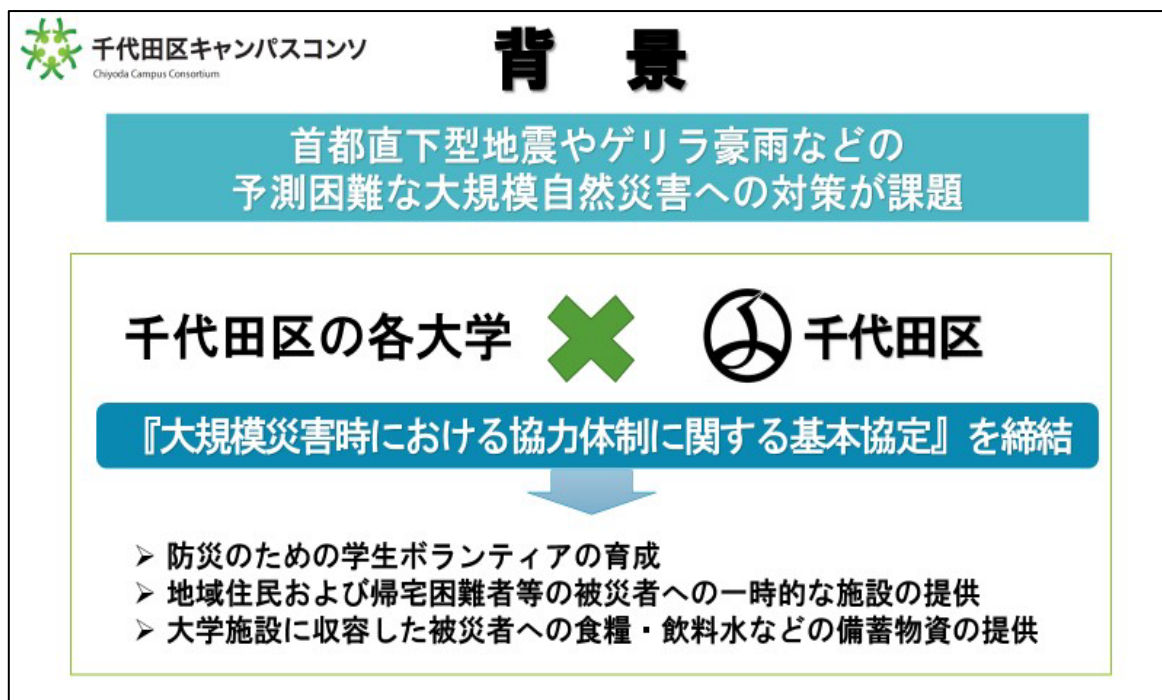 千代田区キャンパスコンソ
Chiyoda Campus Consortium
背 景
首都直下型地震やゲリラ豪雨などの
予測困難な大規模自然災害への対策が課題
千代田区の各大学
千代田区
『大規模災害時における協力体制に関する基本協定』を締結
➢ 防災のための学生ボランティアの育成
➢ 地域住民および帰宅困難者等の被災者への一時的な施設の提供
➢ 大学施設に収容した被災者への食糧・飲料水などの備蓄物資の提供